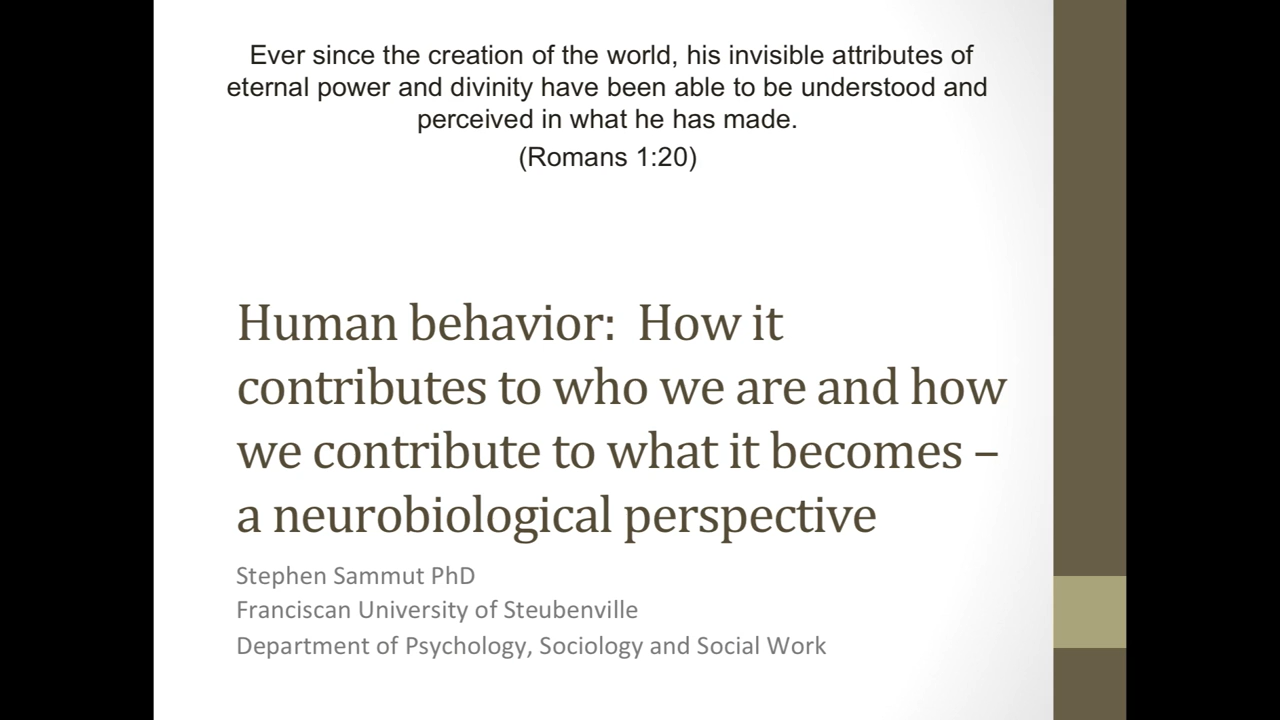 Ever since the creation of the world, his invisible attributes of
eternal power and divinity have been able to be understood and
perceived in what he has made.
(Romans 1:20)
Human behavior:  How it
contributes to who we are and how
we contribute to what it becomes –
a neurobiological perspective
Stephen Sammut PhD
Franciscan University of Steubenville
Department of Psychology, Sociology and Social Work